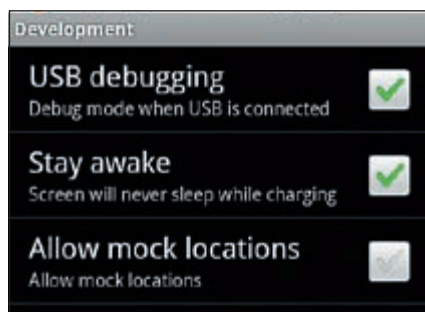 Development
USB debugging
Debug mode when USB is connected
Stay awake
Screen will never sleep while charging
Allow mock locations
Allow mock locations